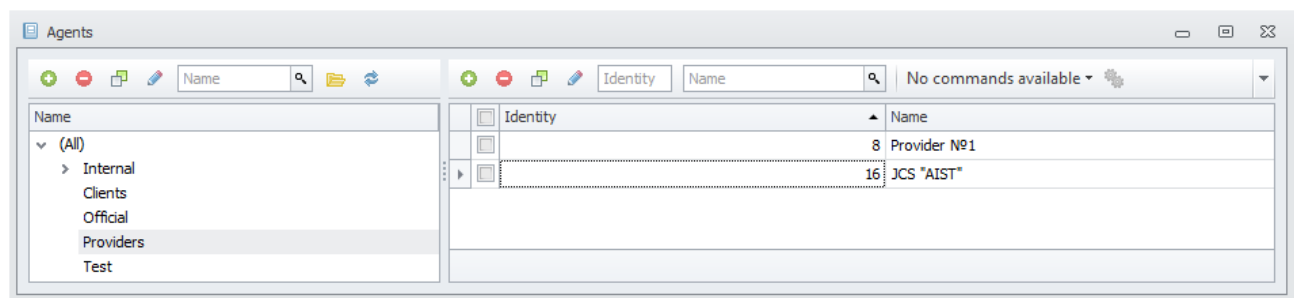 Agents
Name
Identity Name No commands available
Name
(All)
Internal
Clients
Official
Providers
Test
Identity Name
8 Provider №1
16 JCS "AIST"